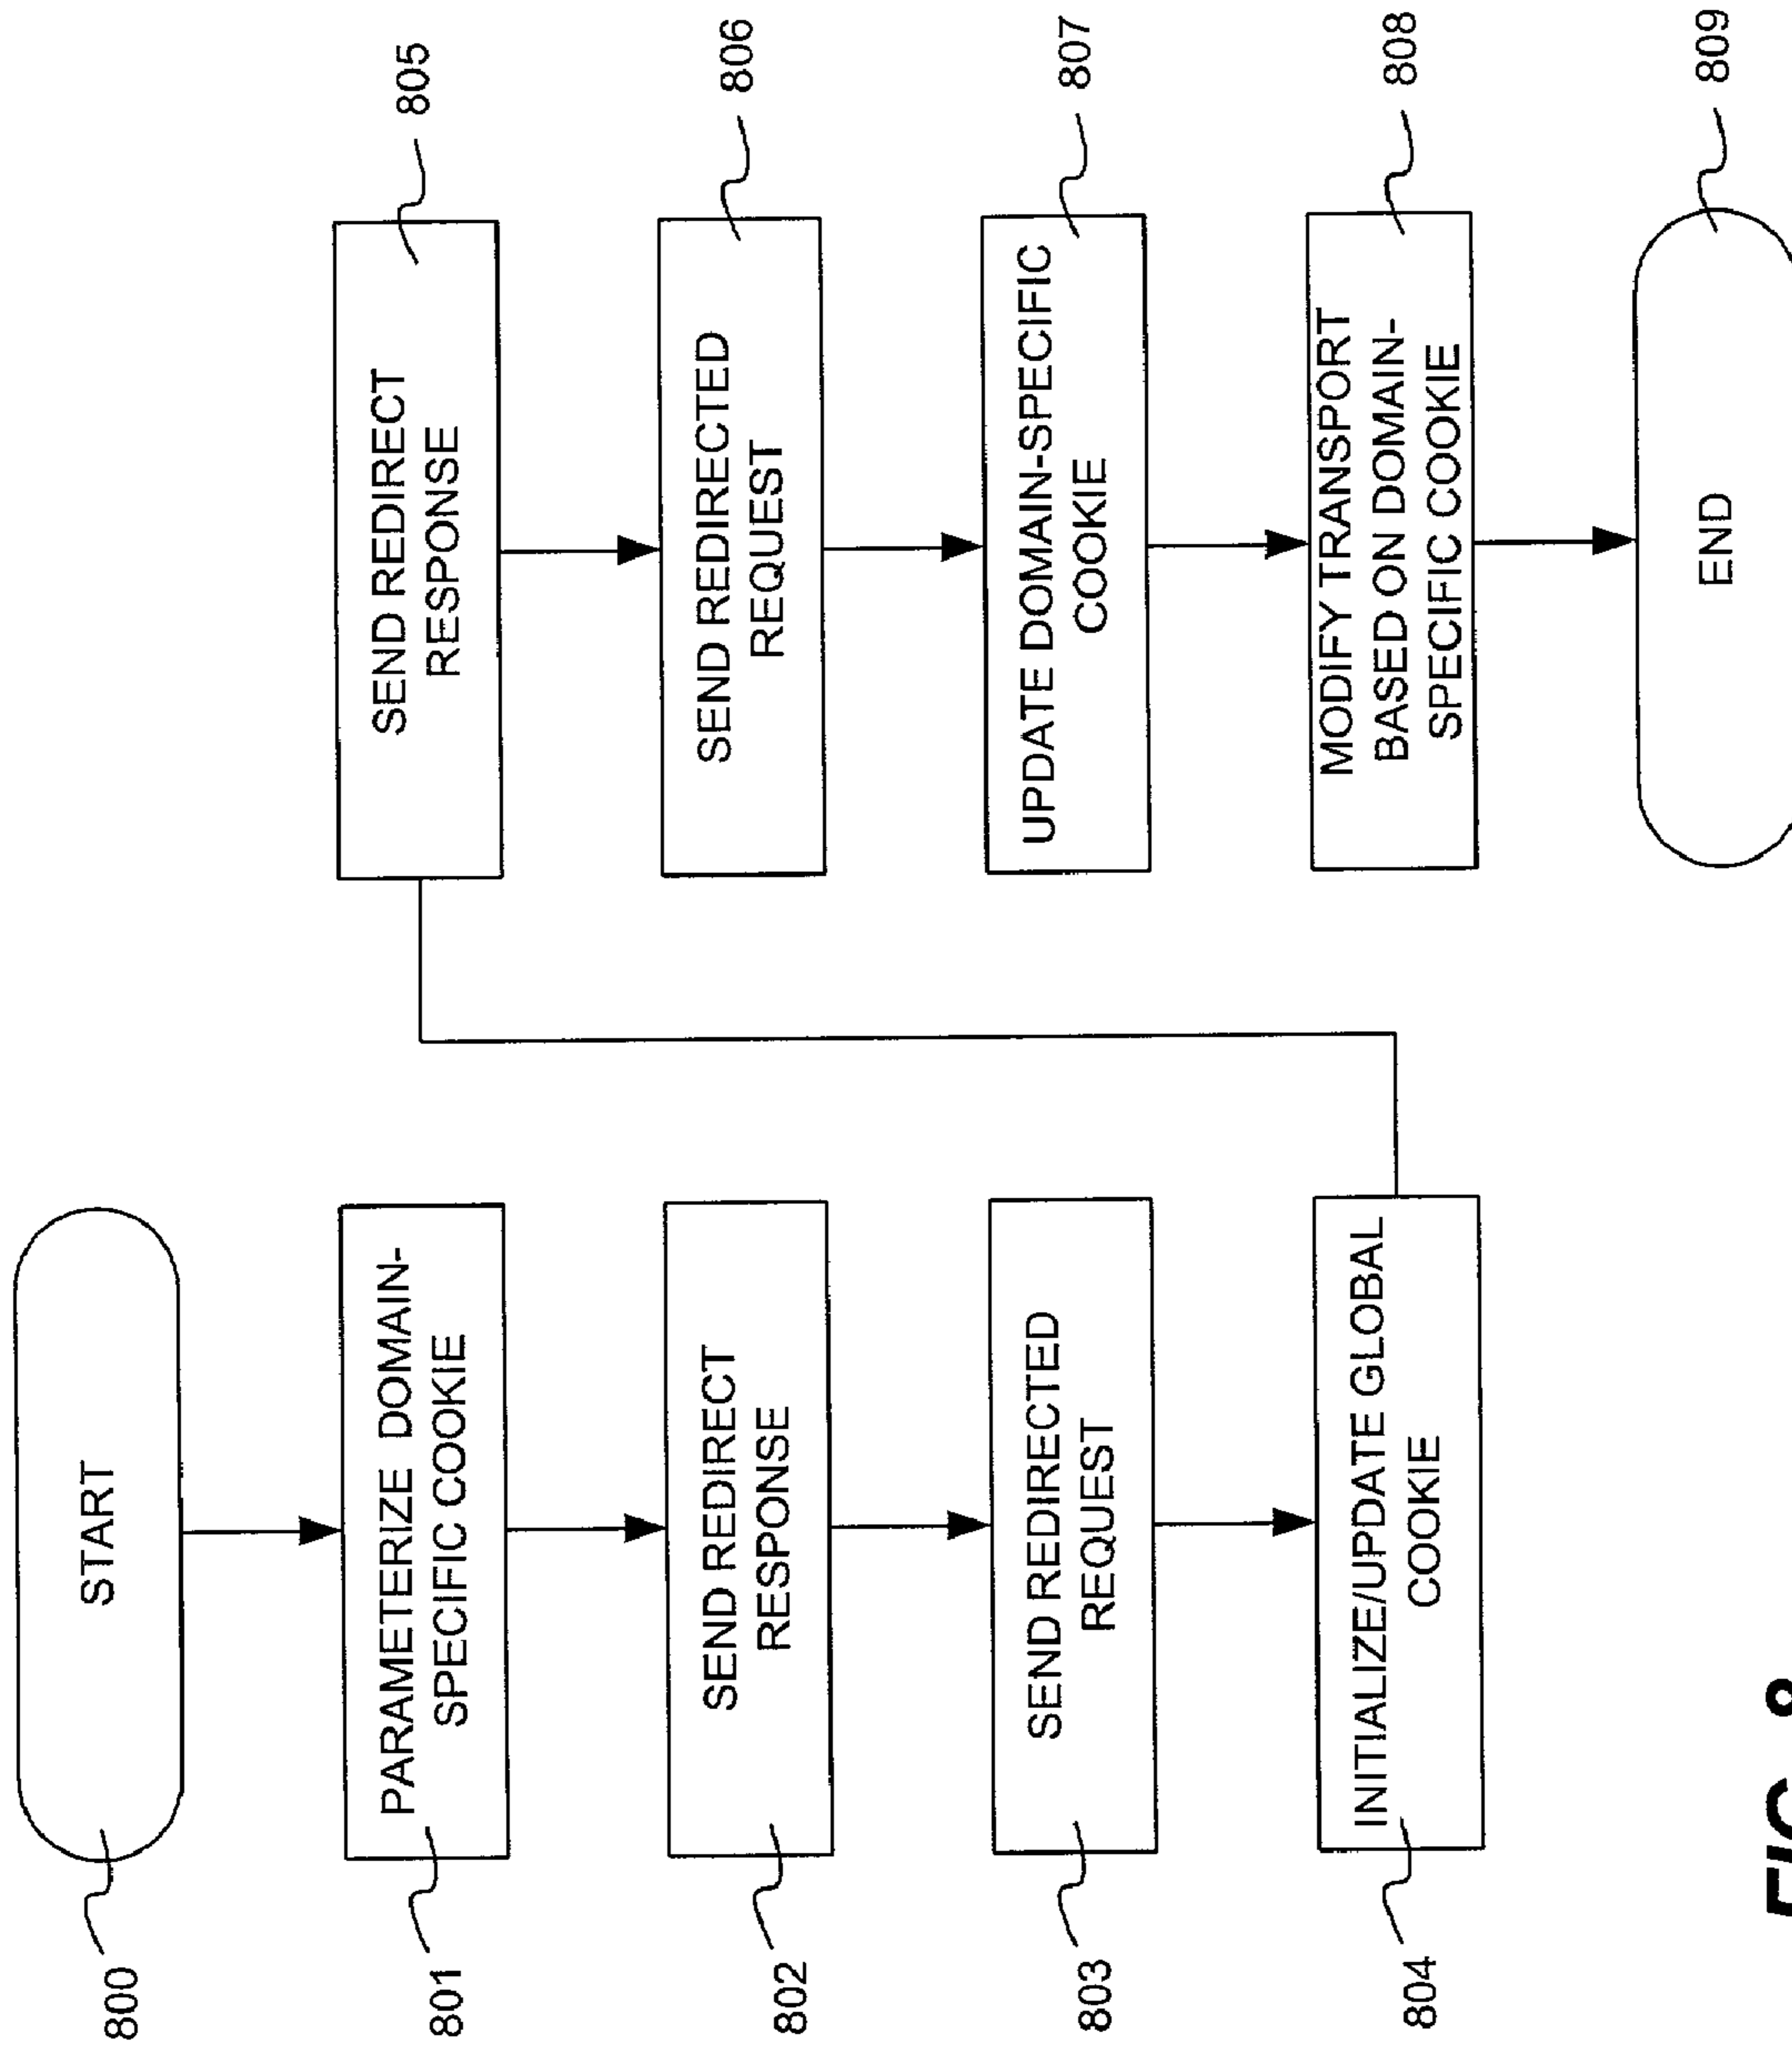 800
START
801
PARAMETERIZE DOMAIN-
SPECIFIC COOKIE
802
SEND REDIRECT
RESPONSE
803
SEND REDIRECTED
REQUEST
804
INITIALIZE/UPDATE GLOBAL
COOKIE
805
SEND REDIRECT
RESPONSE
806
SEND REDIRECTED
REQUEST
807
UPDATE DOMAIN-SPECIFIC
COOKIE
808
MODIFY TRANSPORT
BASED ON DOMAIN-
SPECIFIC COOKIE
809
END
FIG. 8